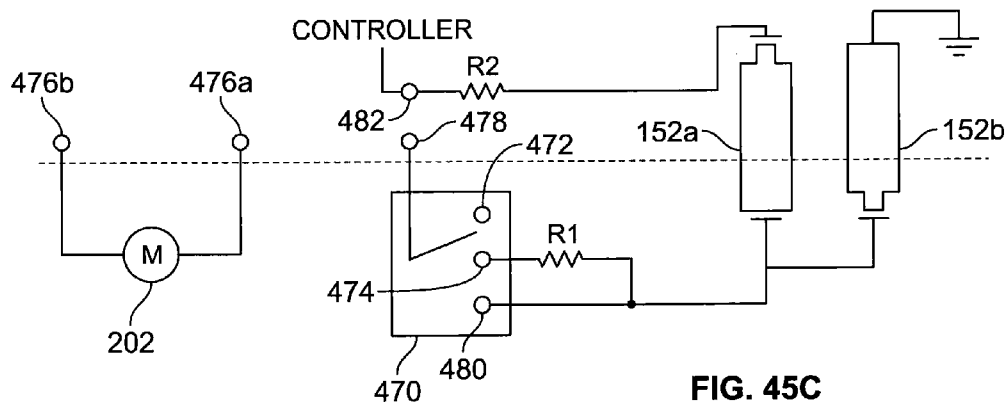 CONTROLLER
476b
476a
R2
482
478
472
152a
152b
M
R1
474
202
470
480
FIG. 45C